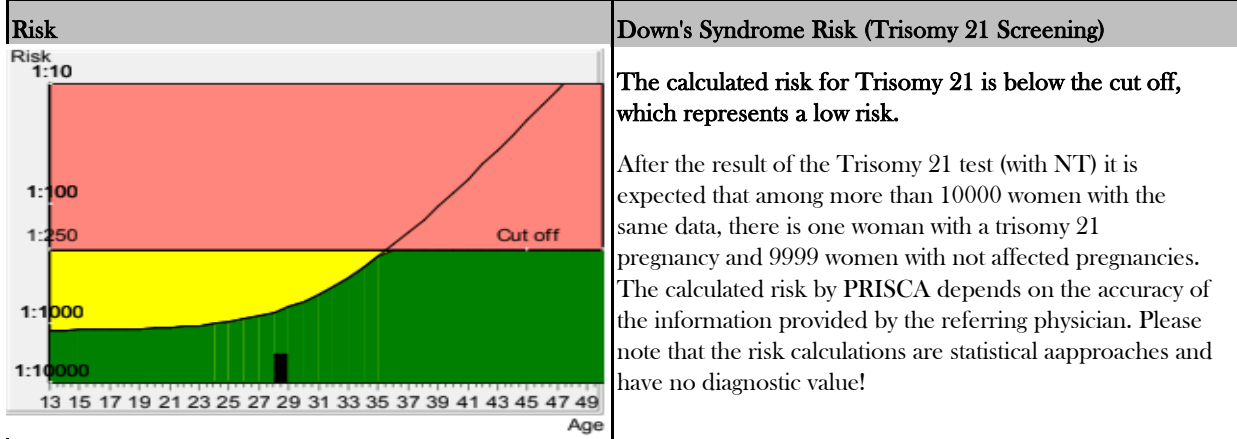 Risk
Down's Syndrome Risk (Trisomy 21 Screening)
Risk
1:10
1:100
1:250
Cut off
1:1000
1:10000
13 15 17 19 21 23 25 27 29 31 33 35 37 39 41 43 45 47 49
Age
The calculated risk for Trisomy 21 is below the cut off,
which represents a low risk.
After the result of the Trisomy 21 test (with NT) it is
expected that among more than 10000 women with the
same data, there is one woman with a trisomy 21
pregnancy and 9999 women with not affected pregnancies.
The calculated risk by PRISCA depends on the accuracy of
the information provided by the referring physician. Please
note that the risk calculations are statistical aapproaches and
have no diagnostic value!